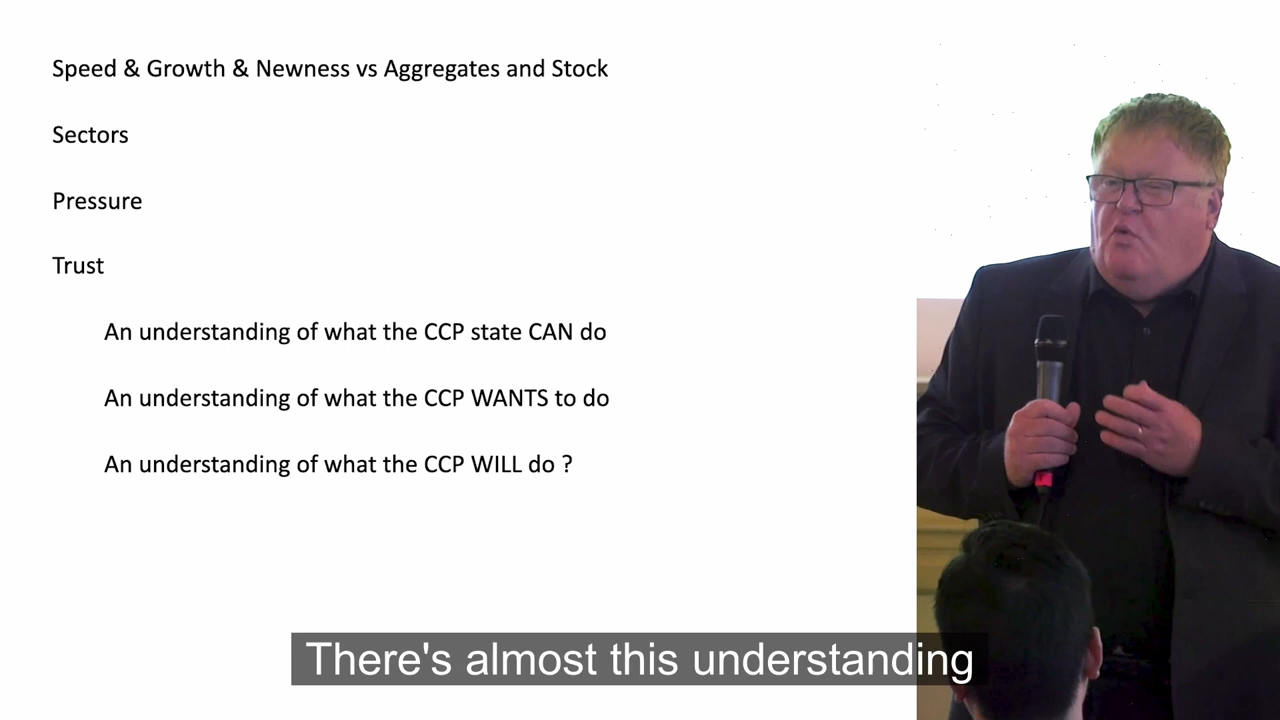 Speed & Growth & Newness vs Aggregates and Stock
Sectors
Pressure
Trust
An understanding of what the CCP state CAN do
An understanding of what the CCP WANTS to do
An understanding of what the CCP WILL do ?
There's almost this understanding